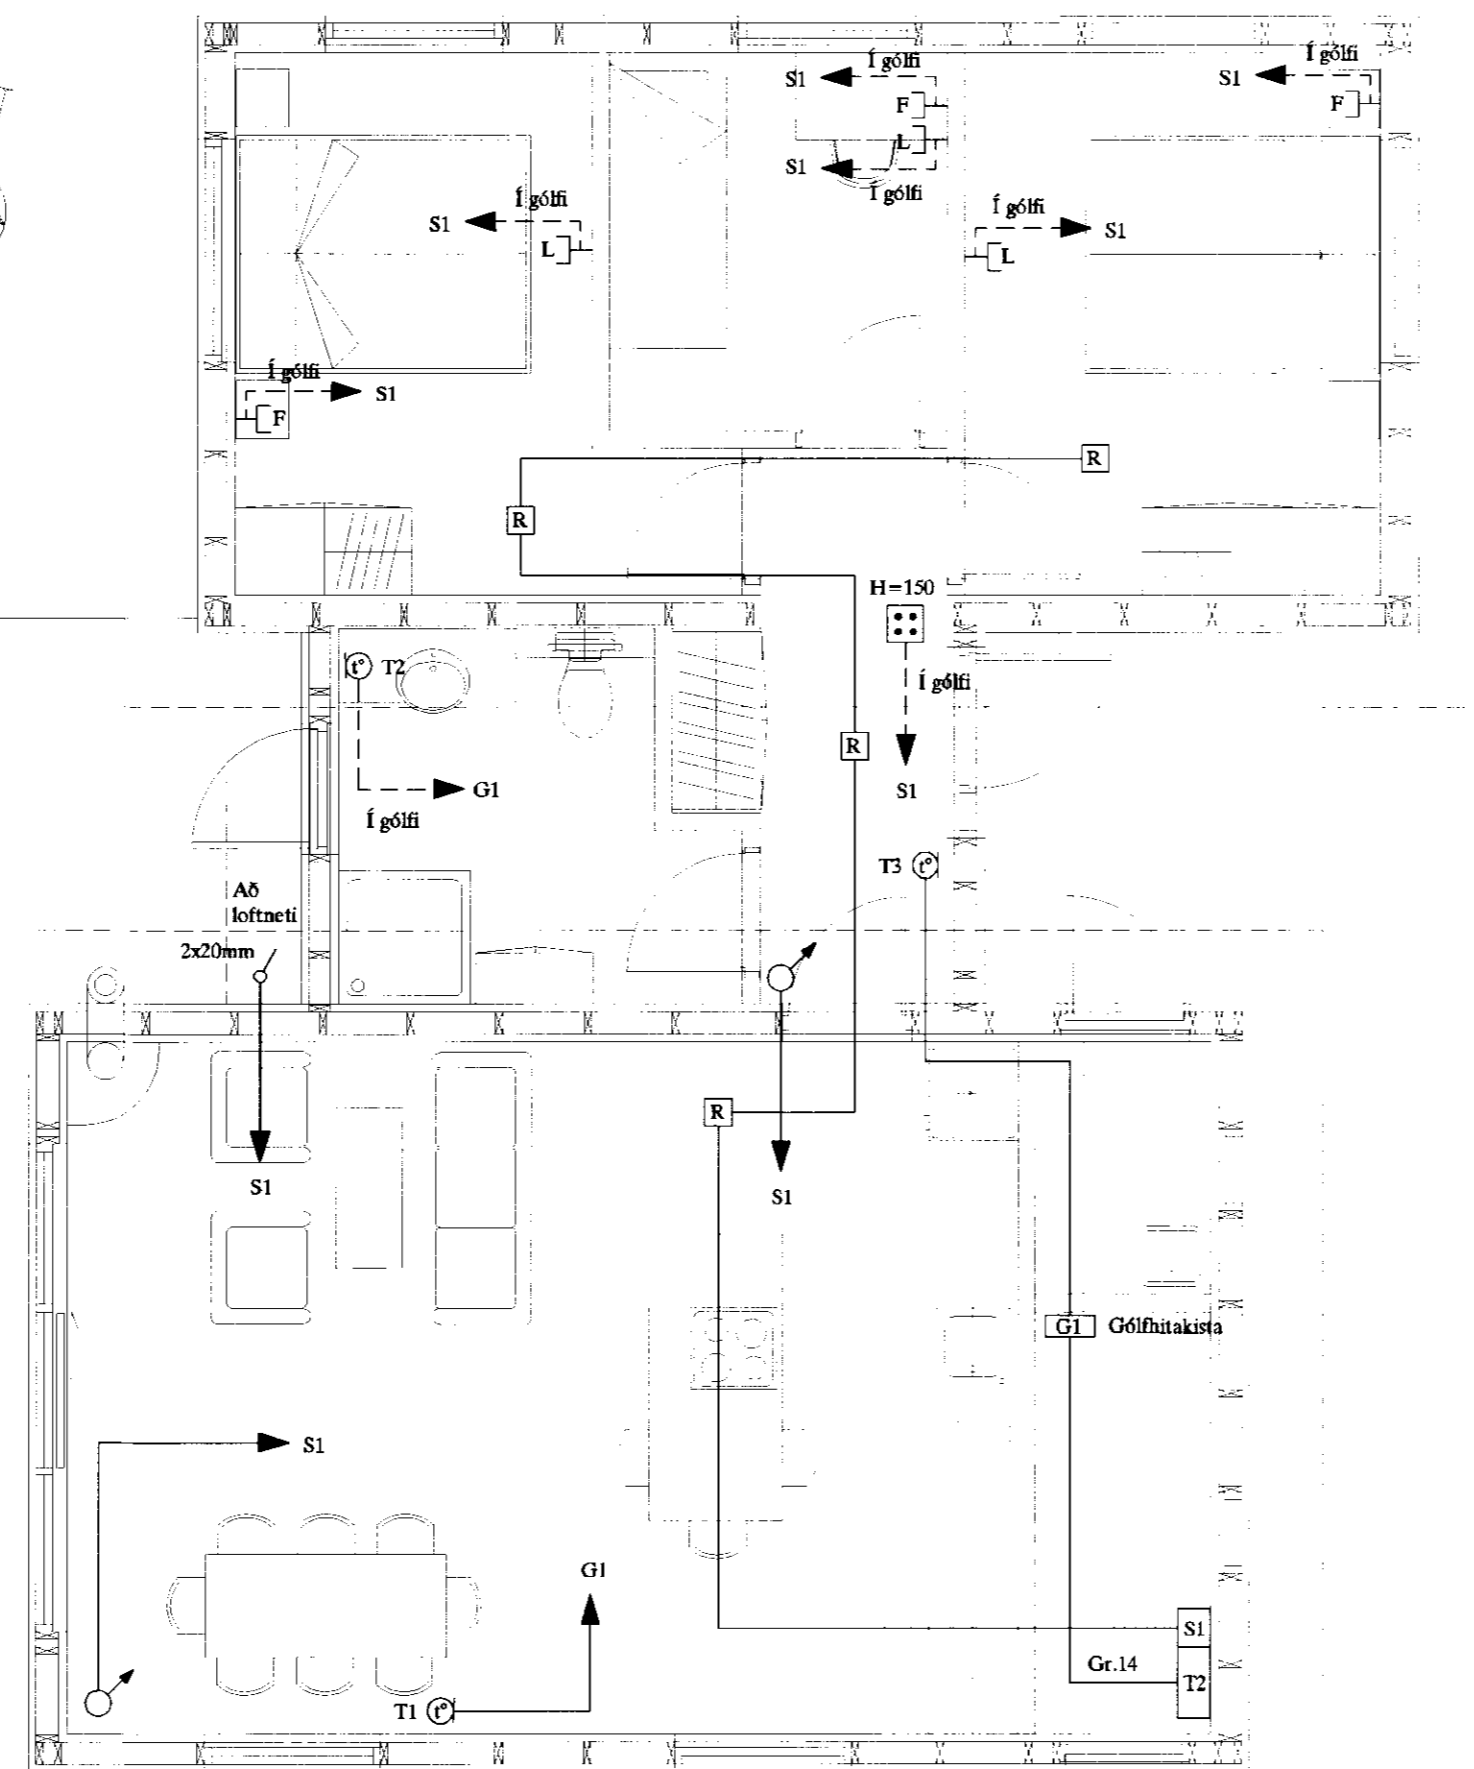 S1 Í gólfi
F
L
S1 Í gólfi
S1 Í gólfi
F
S1 Í gólfi
L
Í gólfi S1
L
Í gólfi S1
F
R
R
H=150
Í gólfi
S1
t° T2
G1
Í gólfi
R
T3 t°
Að
loftneti
2x20mm
S1
R
S1
G1 Gólfhitakista
S1
G1
T1 t°
S1
Gr.14
T2